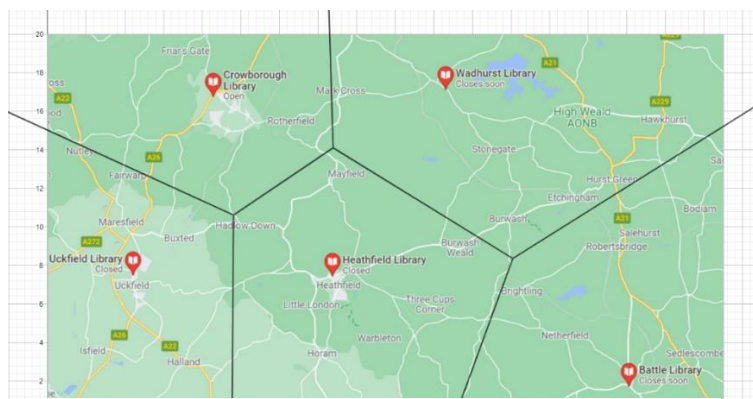 20
18
16
14
12
10
8
6
4
2
Friar's Gate
Crowborough
Library
Open
Wadhurst Library
Closes soon
A21
A229
A22
Mark Cross
High Weald
AONB
Hawkhurst
Rotherfield
Nutley
A26
Stonegate
Fairwarp
Mayfield
Hurst Green
Etchingham
Maresfield
Bodiam
Hadlow Down
Burwash
A21
Salehurst
A272
Buxted
Burwash
Weald
Robertsbridge
Uckfield Library
Closed
Heathfield Library
Closed
Uckfield
Heathfield
Brightling
Little London
Three Cups
Corner
A26
Warbleton
Netherfield
Isfield
A22
Halland
Horam
Sedlescombe
Battle Library
Closes soon